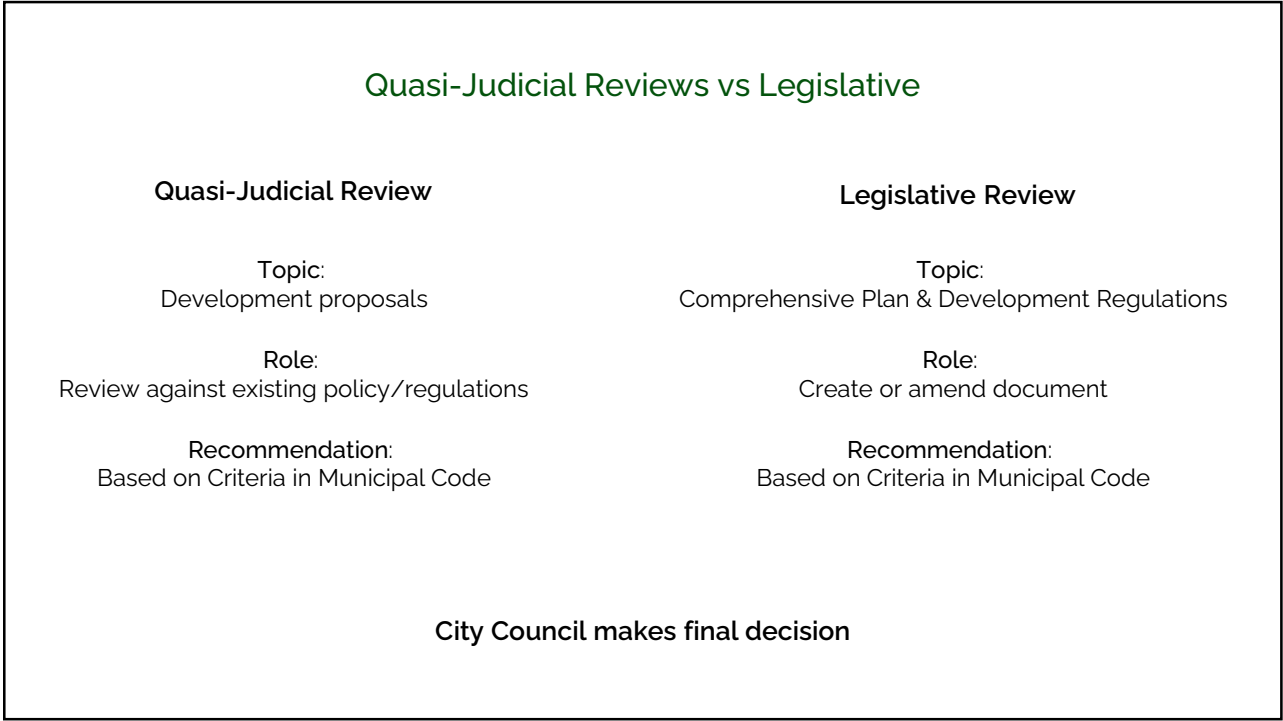 Quasi-Judicial Reviews vs Legislative
Quasi-Judicial Review
Topic:
Development proposals
Role:
Review against existing policy/regulations
Recommendation:
Based on Criteria in Municipal Code
Legislative Review
Topic:
Comprehensive Plan & Development Regulations
Role:
Create or amend document
Recommendation:
Based on Criteria in Municipal Code
City Council makes final decision